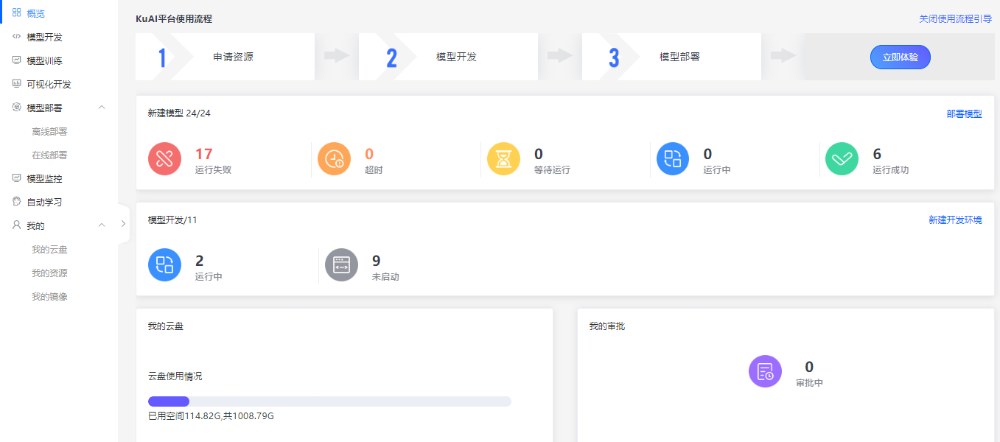 概览
模型开发
模型训练
可视化开发
模型部署
离线部署
在线部署
模型监控
自动学习
我的
我的云盘
我的资源
我的镜像
KuAI平台使用流程
关闭使用流程引导
1 申请资源
2 模型开发
3 模型部署
立即体验
新建模型 24/24
部署模型
17
运行失败
0
超时
0
等待运行
0
运行中
6
运行成功
模型开发/11
新建开发环境
2
运行中
9
未启动
我的云盘
云盘使用情况
已用空间114.82G,共1008.79G
我的审批
0
审批中